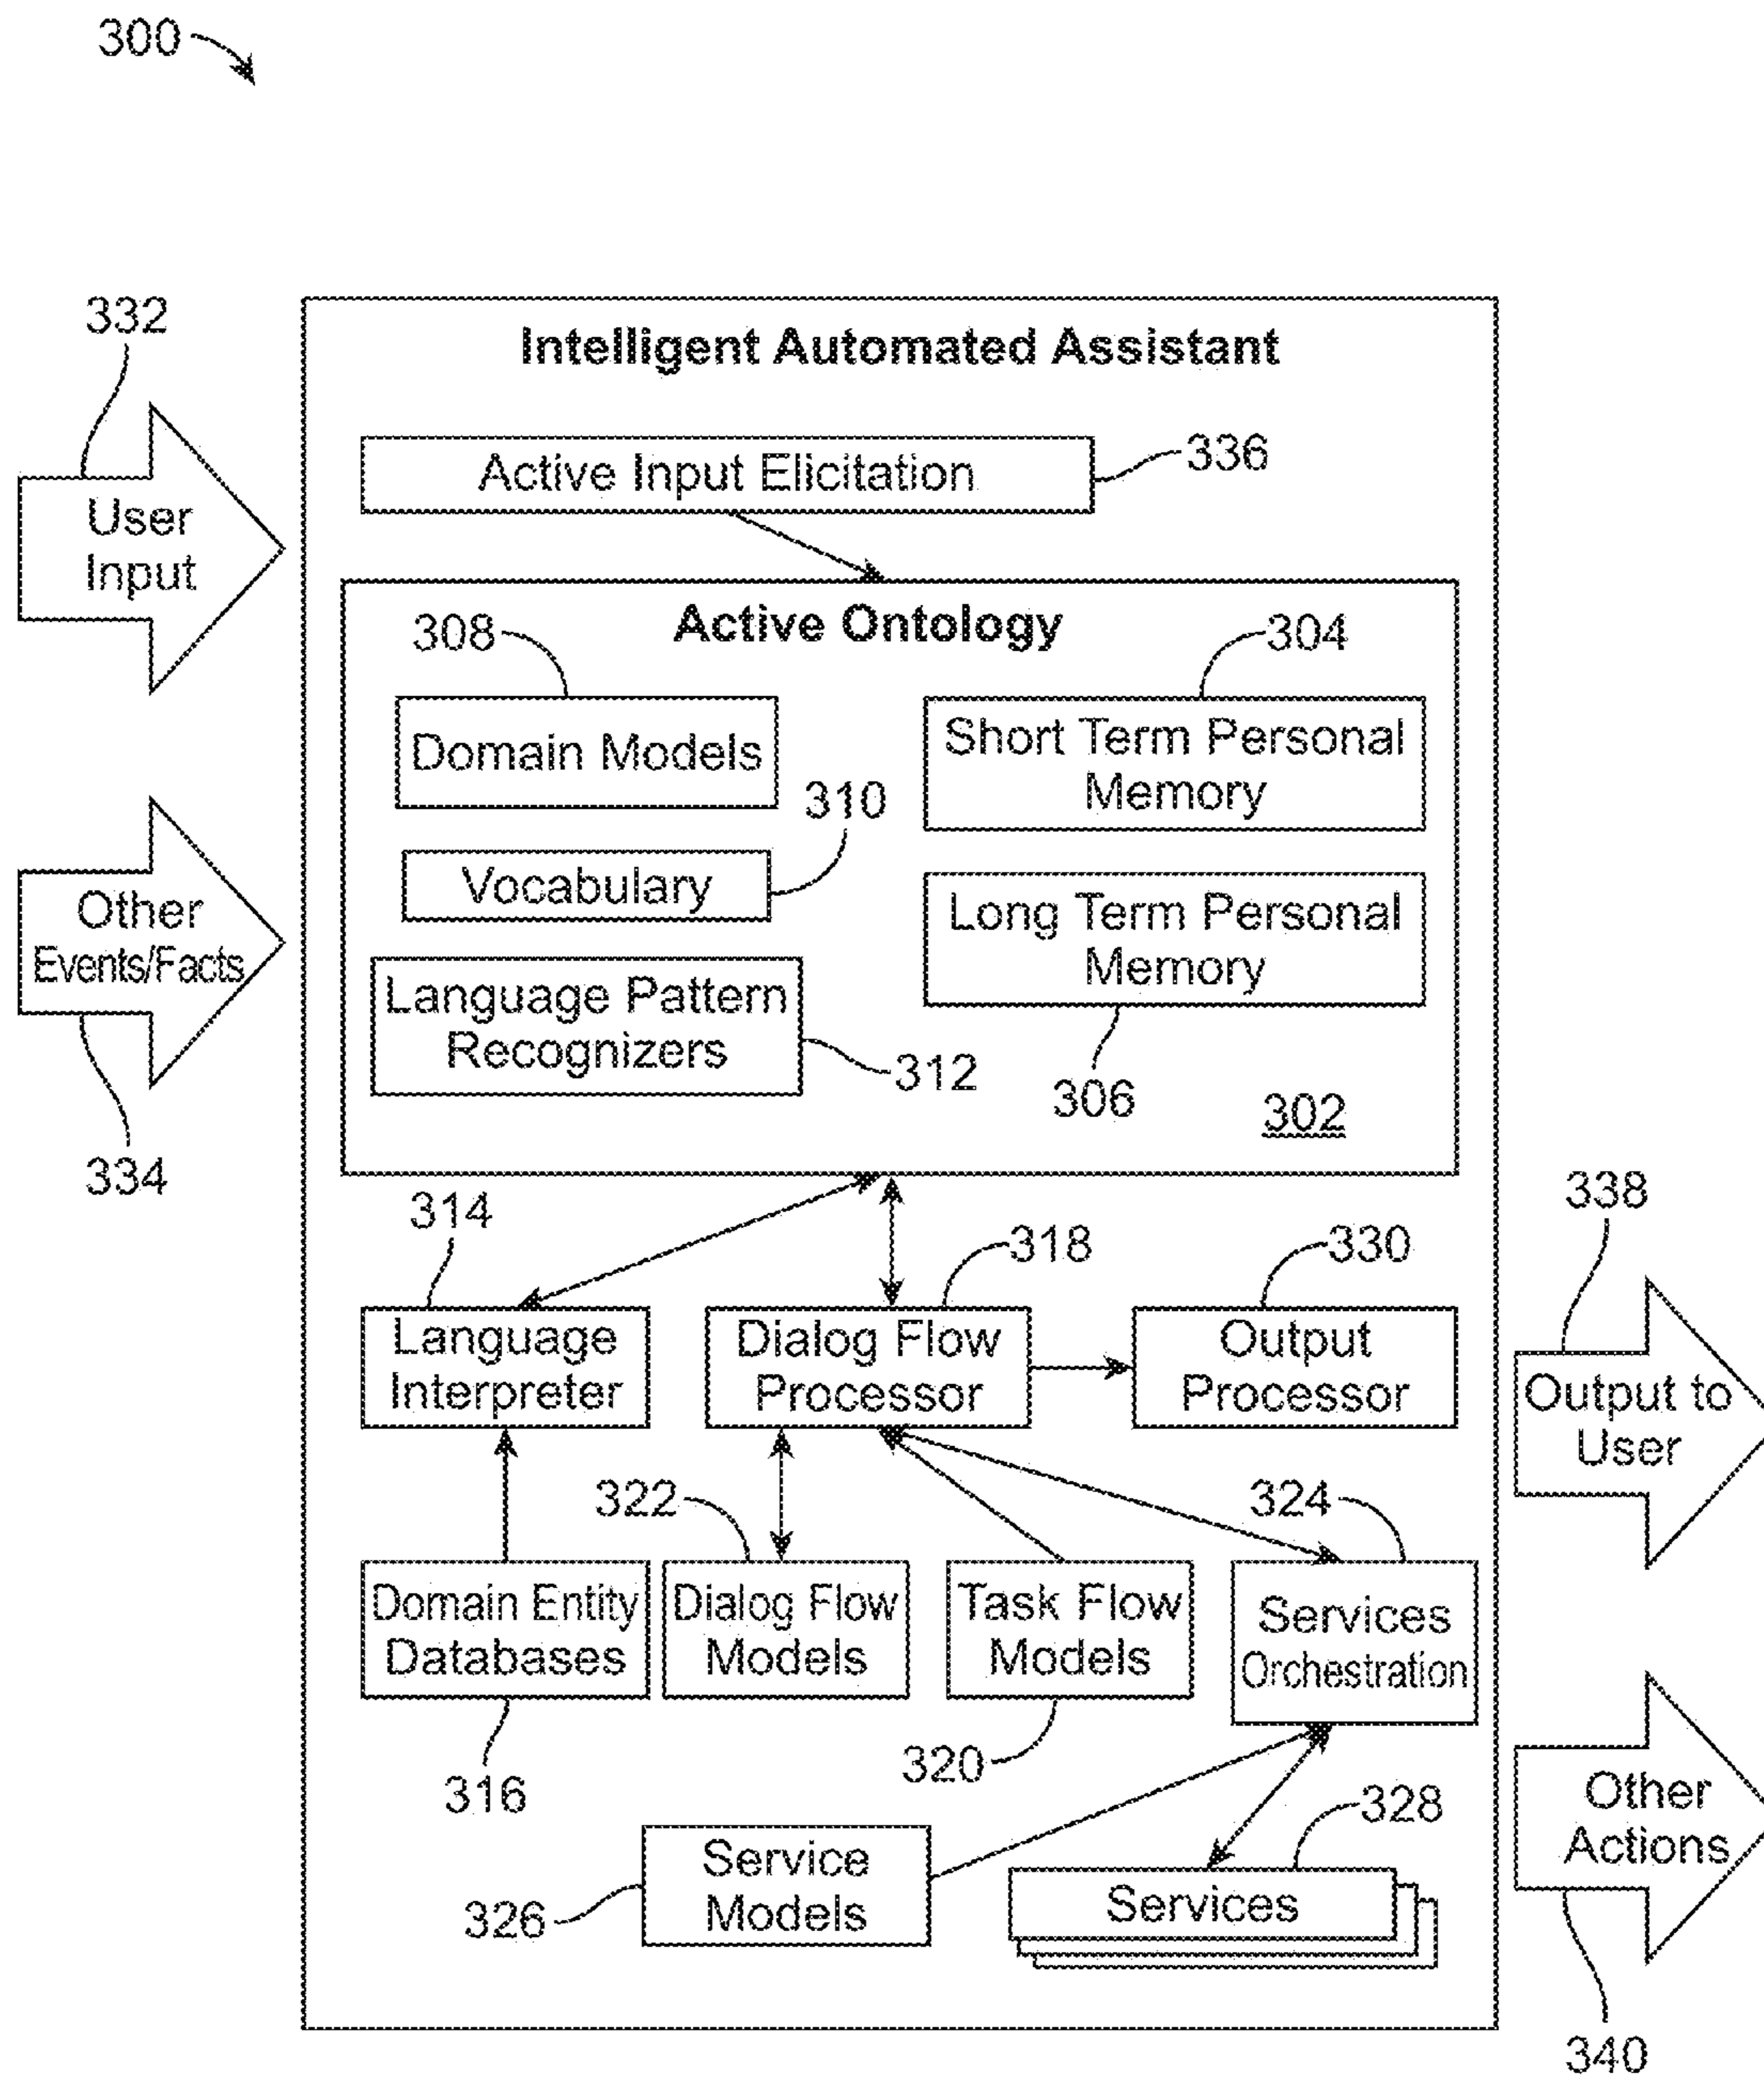 300
332
Intelligent Automated Assistant
Active Input Elicitation
336
User
Input
Active Ontology
308
304
Domain Models
Short Term Personal
Memory
310
Vocabulary
Long Term Personal
Memory
Other
Events/Facts
Language Pattern
Recognizers
312
306
302
334
314
318
330
338
Language
Interpreter
Dialog Flow
Processor
Output
Processor
Output to
User
322
324
Domain Entity
Databases
Dialog Flow
Models
Task Flow
Models
Services
Orchestration
316
320
Other
Actions
328
Service
Models
326
Services
340